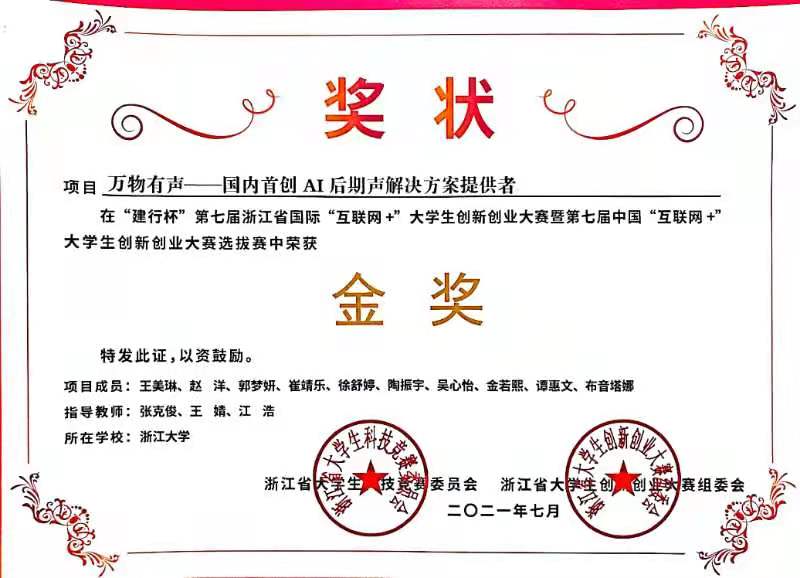 奖 状
项目 万物有声——国内首创 AI 后期声解决方案提供者
在“建行杯”第七届浙江省国际“互联网+”大学生创新创业大赛暨第七届中国“互联网+”
大学生创新创业大赛选拔赛中荣获
金 奖
特发此证,以资鼓励。
项目成员:王美琳、赵 洋、郭梦妍、崔靖乐、徐舒婷、陶振宇、吴心怡、金若熙、谭惠文、布音塔娜
指导教师:张克俊、王 婧、江 浩
所在学校:浙江大学
浙江省大学生科技竞赛委员会 浙江省大学生创新创业大赛组委会
二〇二一年七月
浙江省大学生科技竞赛委员会
浙江省大学生创新创业大赛组委会